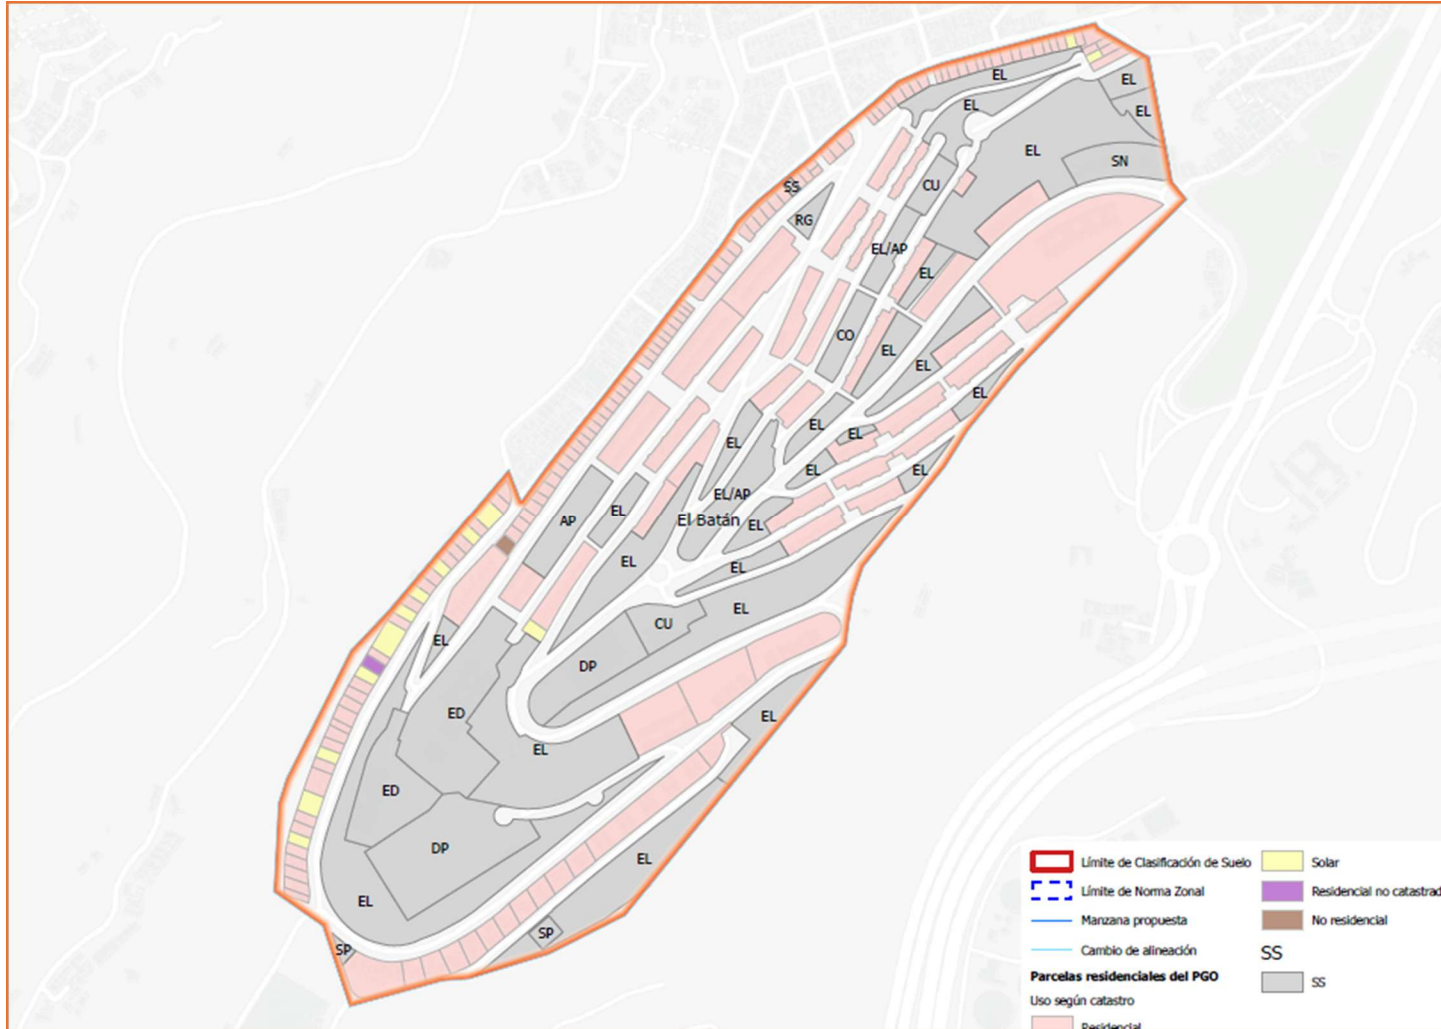 EL
EL
EL
EL
EL
SN
SS
CU
RG
EL/AP
EL
CO
EL
EL
EL
EL
EL
EL
EL
EL
EL/AP
AP
EL
El Batán
EL
EL
EL
EL
CU
EL
DP
ED
EL
EL
ED
DP
EL
EL
SP
SP
Límite de Clasificación de Suelo
Solar
Límite de Norma Zonal
Residencial no catastrad
Manzana propuesta
No residencial
Cambio de alineación
SS
Parcelas residenciales del PGO
SS
Uso según catastro
Residencial